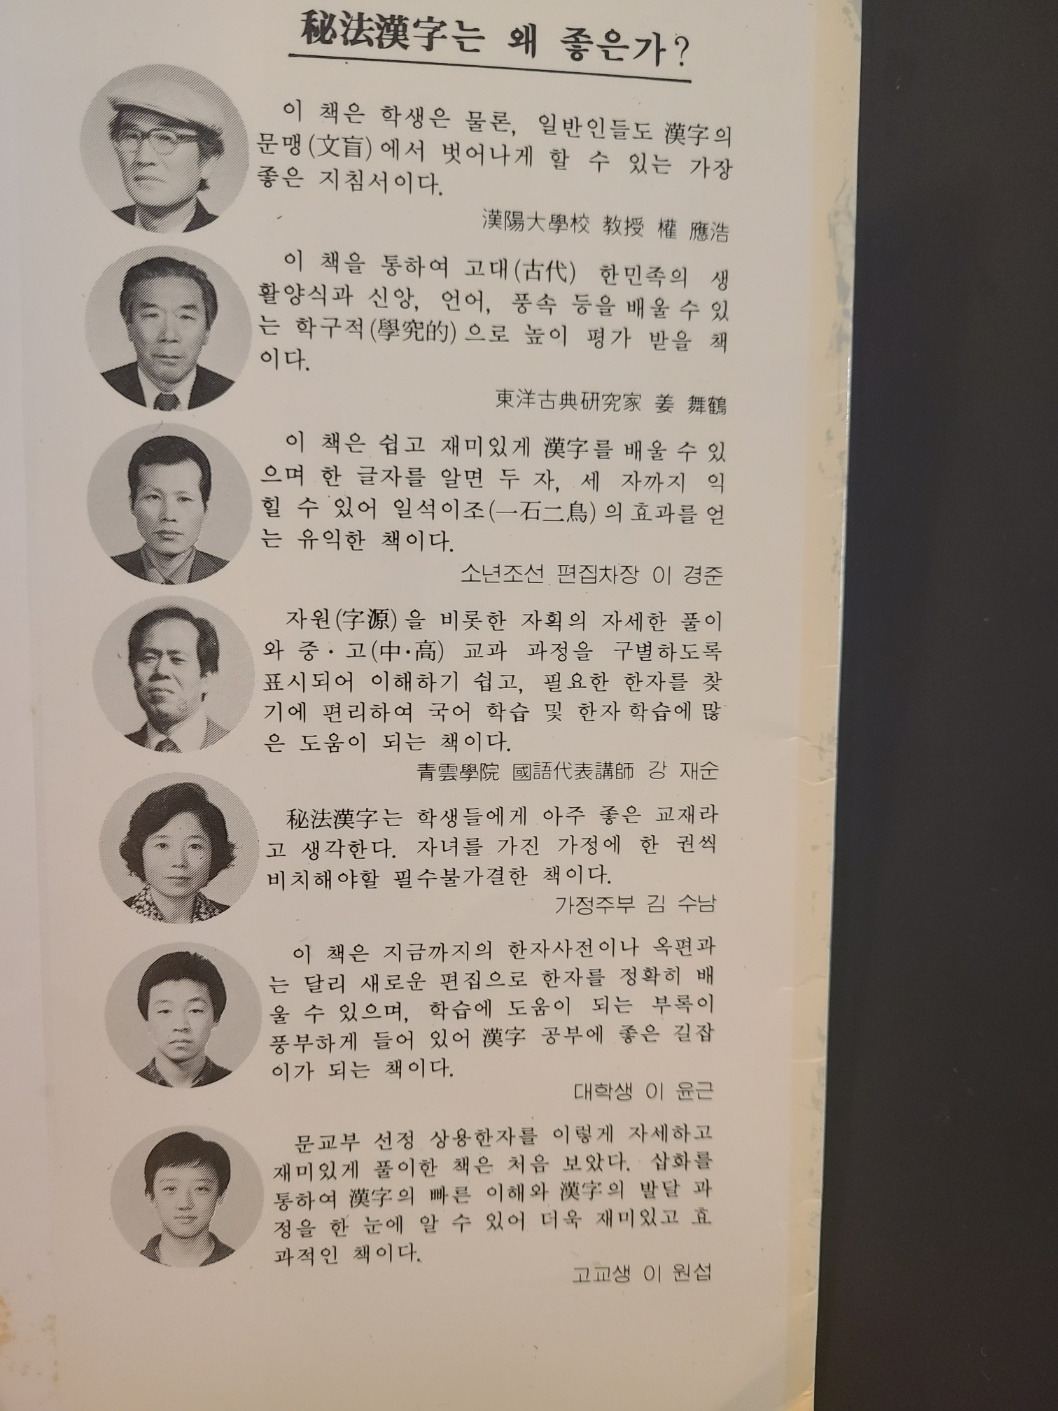 秘法漢字는 왜 좋은가?
이 책은 학생은 물론, 일반인들도 漢字의
문맹(文盲)에서 벗어나게 할 수 있는 가장
좋은 지침서이다.
漢陽大學校 教授 權 應浩
이 책을 통하여 고대(古代) 한민족의 생
활양식과 신앙, 언어, 풍속 등을 배울 수 있
는 학구적(學究的)으로 높이 평가 받을 책
이다.
東洋古典硏究家 姜 舞鶴
이 책은 쉽고 재미있게 漢字를 배울 수 있
으며 한 글자를 알면 두 자, 세 자까지 익
힐 수 있어 일석이조(一石二鳥)의 효과를 얻
는 유익한 책이다.
소년조선 편집차장 이 경준
자원(字源)을 비롯한 자획의 자세한 풀이
와 중·고(中·高) 교과 과정을 구별하도록
표시되어 이해하기 쉽고, 필요한 한자를 찾
기에 편리하여 국어 학습 및 한자 학습에 많
은 도움이 되는 책이다.
青雲學院 國語代表講師 강 재순
秘法漢字는 학생들에게 아주 좋은 교재라
고 생각한다. 자녀를 가진 가정에 한 권씩
비치해야할 필수불가결한 책이다.
가정주부 김 수남
이 책은 지금까지의 한자사전이나 옥편과
는 달리 새로운 편집으로 한자를 정확히 배
울 수 있으며, 학습에 도움이 되는 부록이
풍부하게 들어 있어 漢字 공부에 좋은 길잡
이가 되는 책이다.
대학생 이 윤근
문교부 선정 상용한자를 이렇게 자세하고
재미있게 풀이한 책은 처음 보았다. 삽화를
통하여 漢字의 빠른 이해와 漢字의 발달 과
정을 한 눈에 알 수 있어 더욱 재미있고 효
과적인 책이다.
고교생 이 원섭